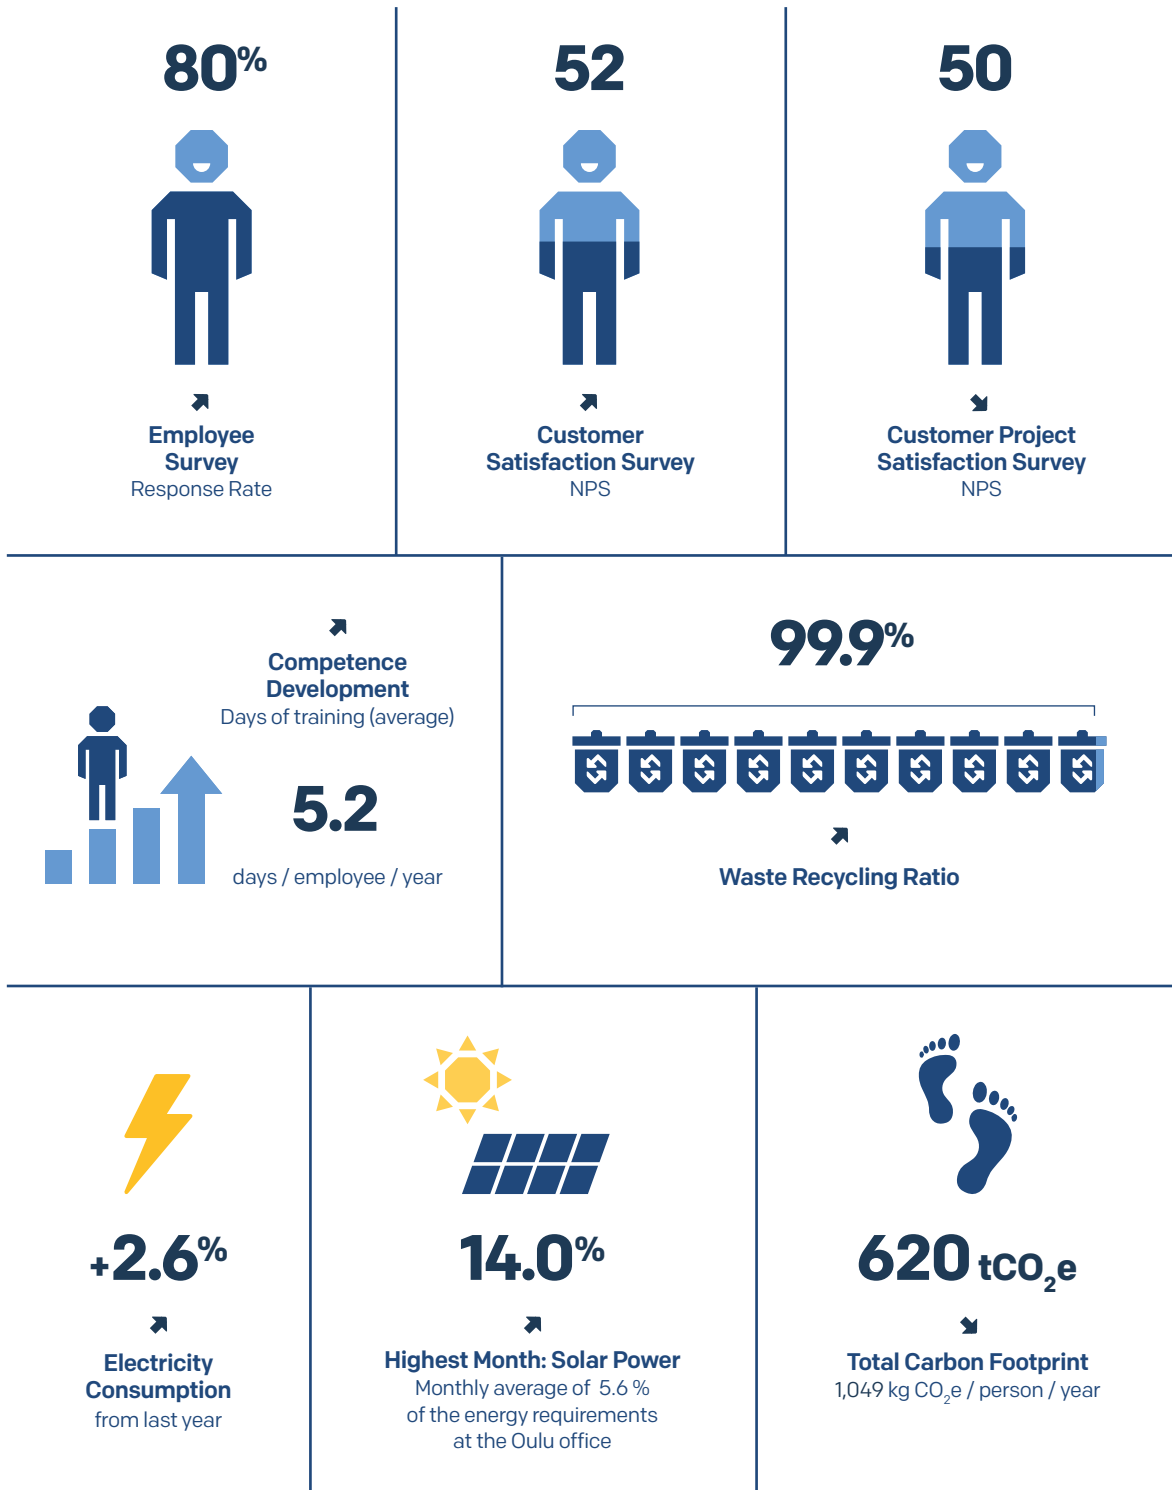 80%
Employee
Survey
Response Rate
52
Customer
Satisfaction Survey
NPS
50
Customer Project
Satisfaction Survey
NPS
Competence
Development
Days of training (average)
5.2
days / employee / year
99.9%
Waste Recycling Ratio
+2.6%
Electricity
Consumption
from last year
14.0%
Highest Month: Solar Power
Monthly average of 5.6 %
of the energy requirements
at the Oulu office
620 tCO₂e
Total Carbon Footprint
1,049 kg CO₂e / person / year